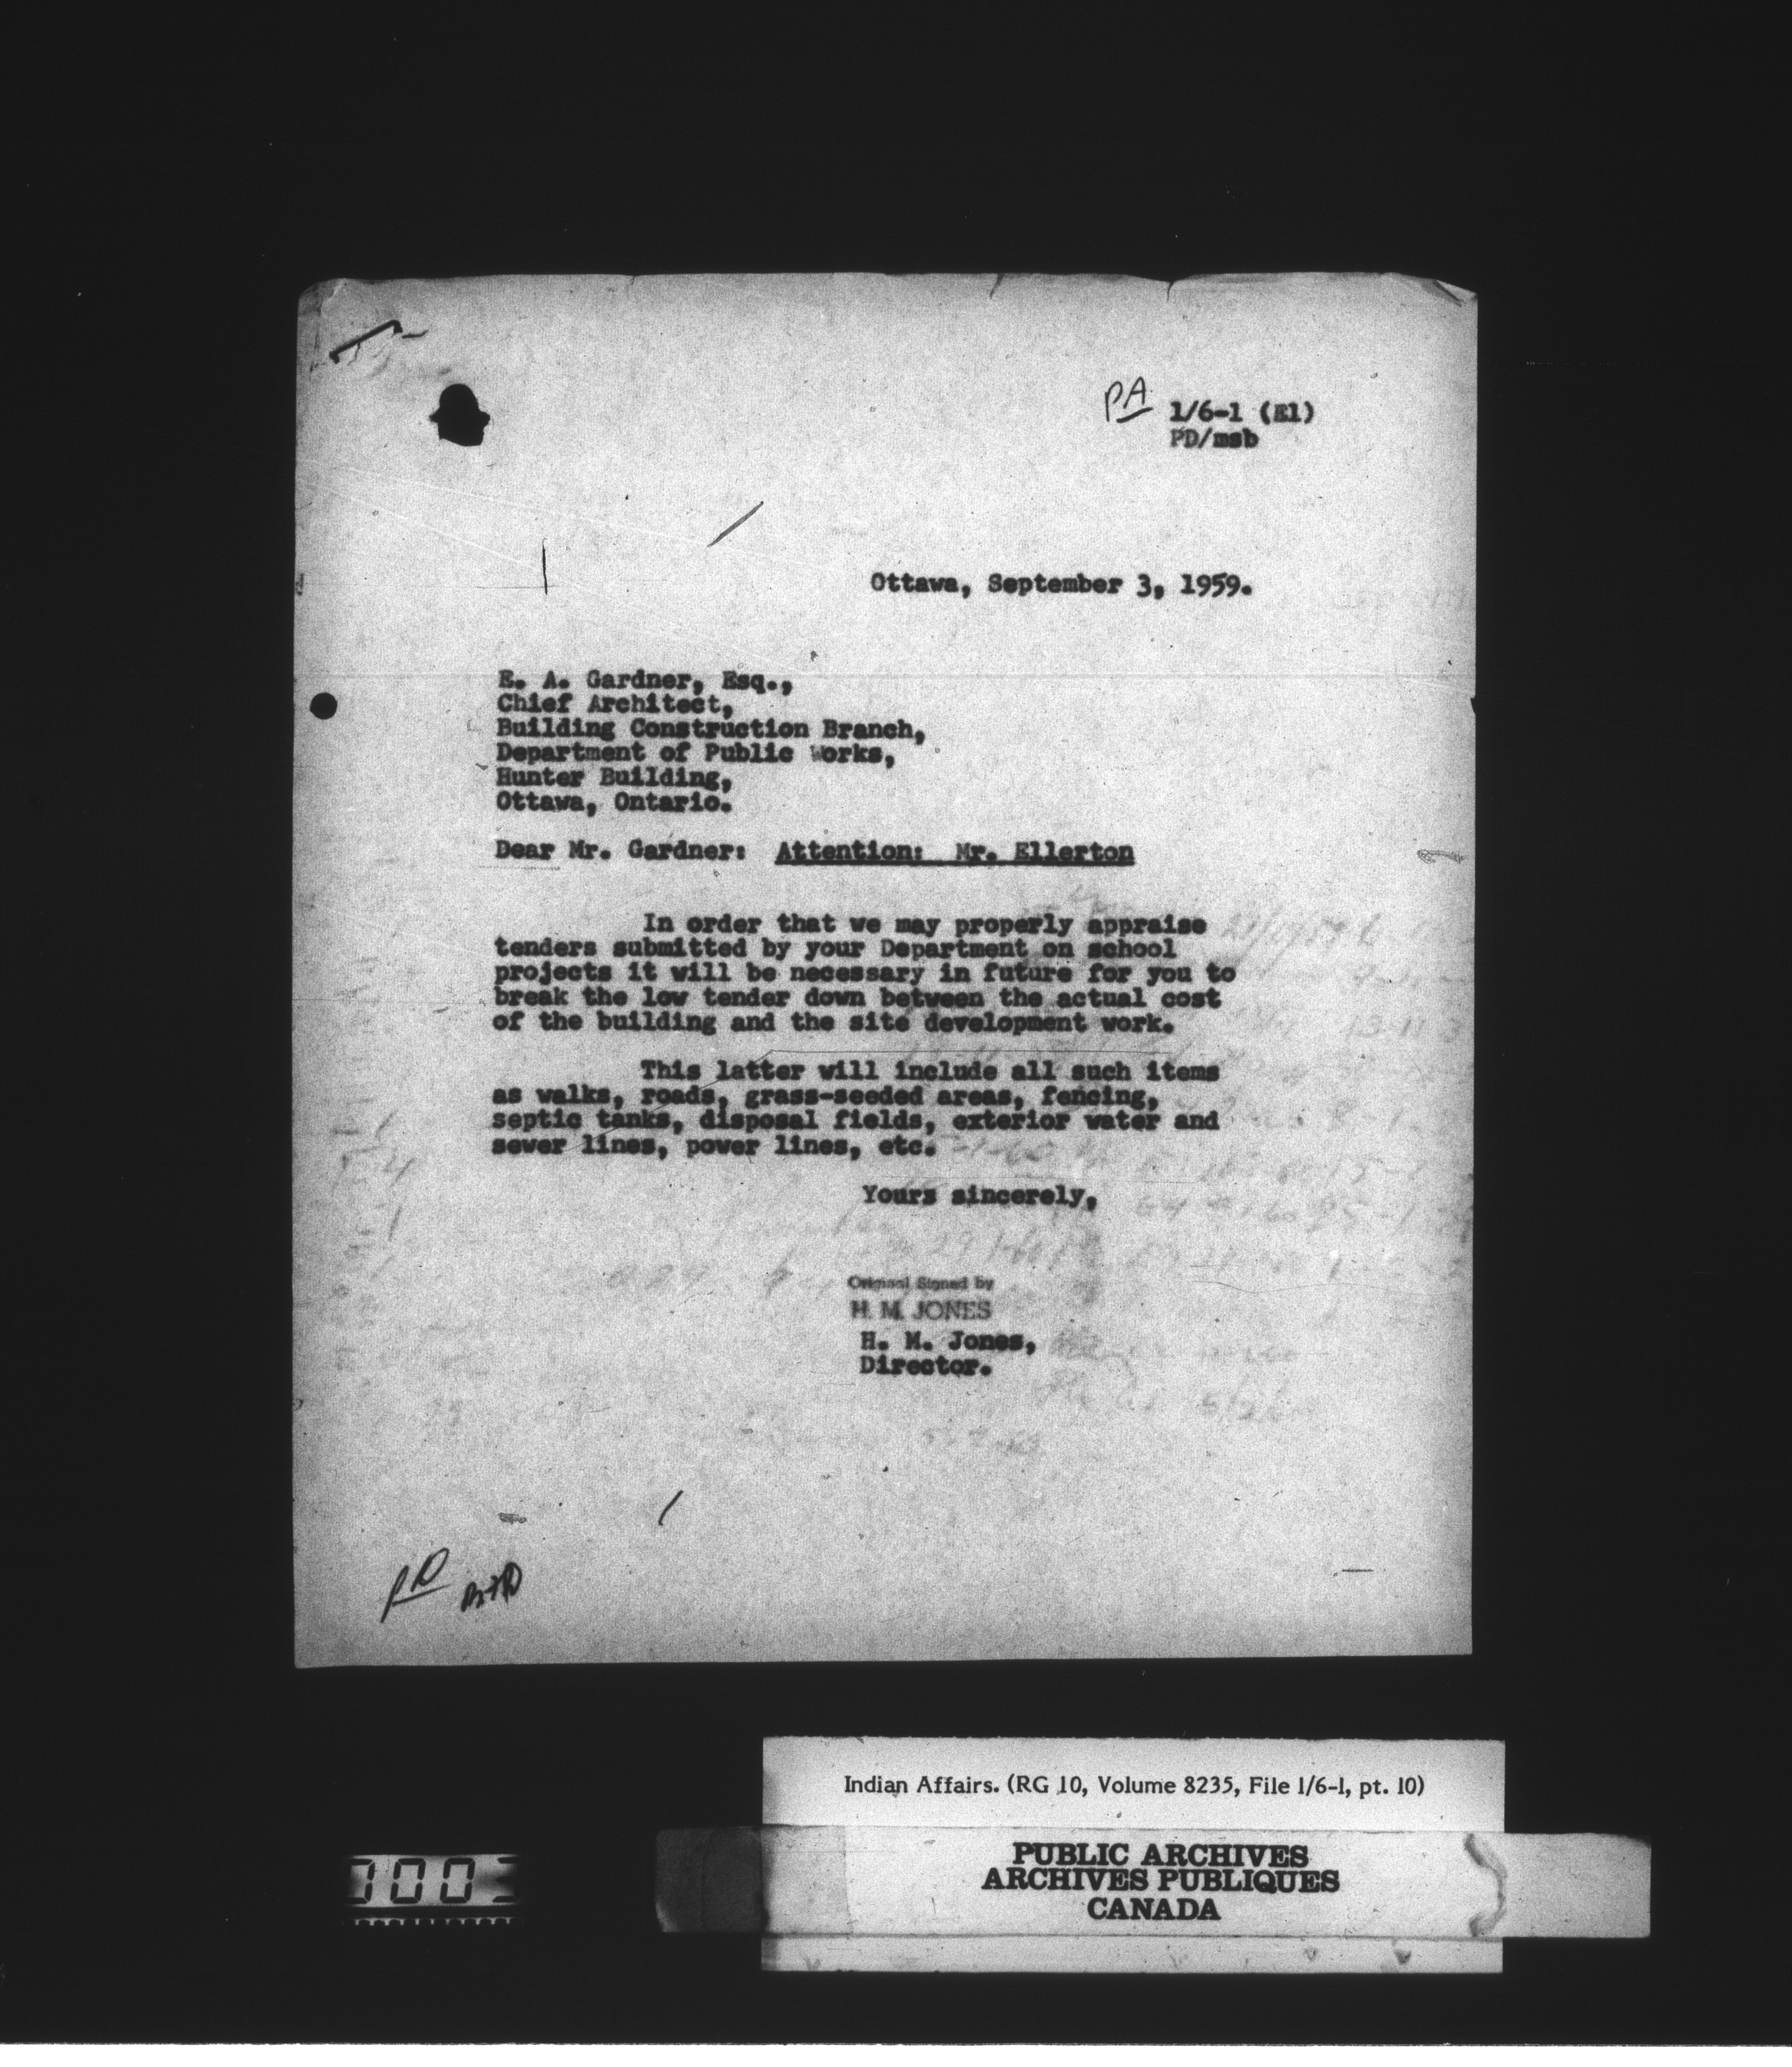 PA 1/6-1 (E1)
PD/msb
Ottawa, September 3, 1959.
E. A. Gardner, Esq.,
Chief Architect,
Building Construction Branch,
Department of Public Works,
Hunter Building,
Ottawa, Ontario.
Dear Mr. Gardner: Attention: Mr. Ellerton
In order that we may properly appraise
tenders submitted by your Department on school
projects it will be necessary in future for you to
break the low tender down between the actual cost
of the building and the site development work.
This latter will include all such items
as walks, roads, grass-seeded areas, fencing,
septic tanks, disposal fields, exterior water and
sewer lines, power lines, etc.
Yours sincerely,
Original Signed by
H. M. JONES
H. M. Jones,
Director.
PD
Indian Affairs. (RG 10, Volume 8235, File 1/6-1, pt. 10)
PUBLIC ARCHIVES
ARCHIVES PUBLIQUES
CANADA